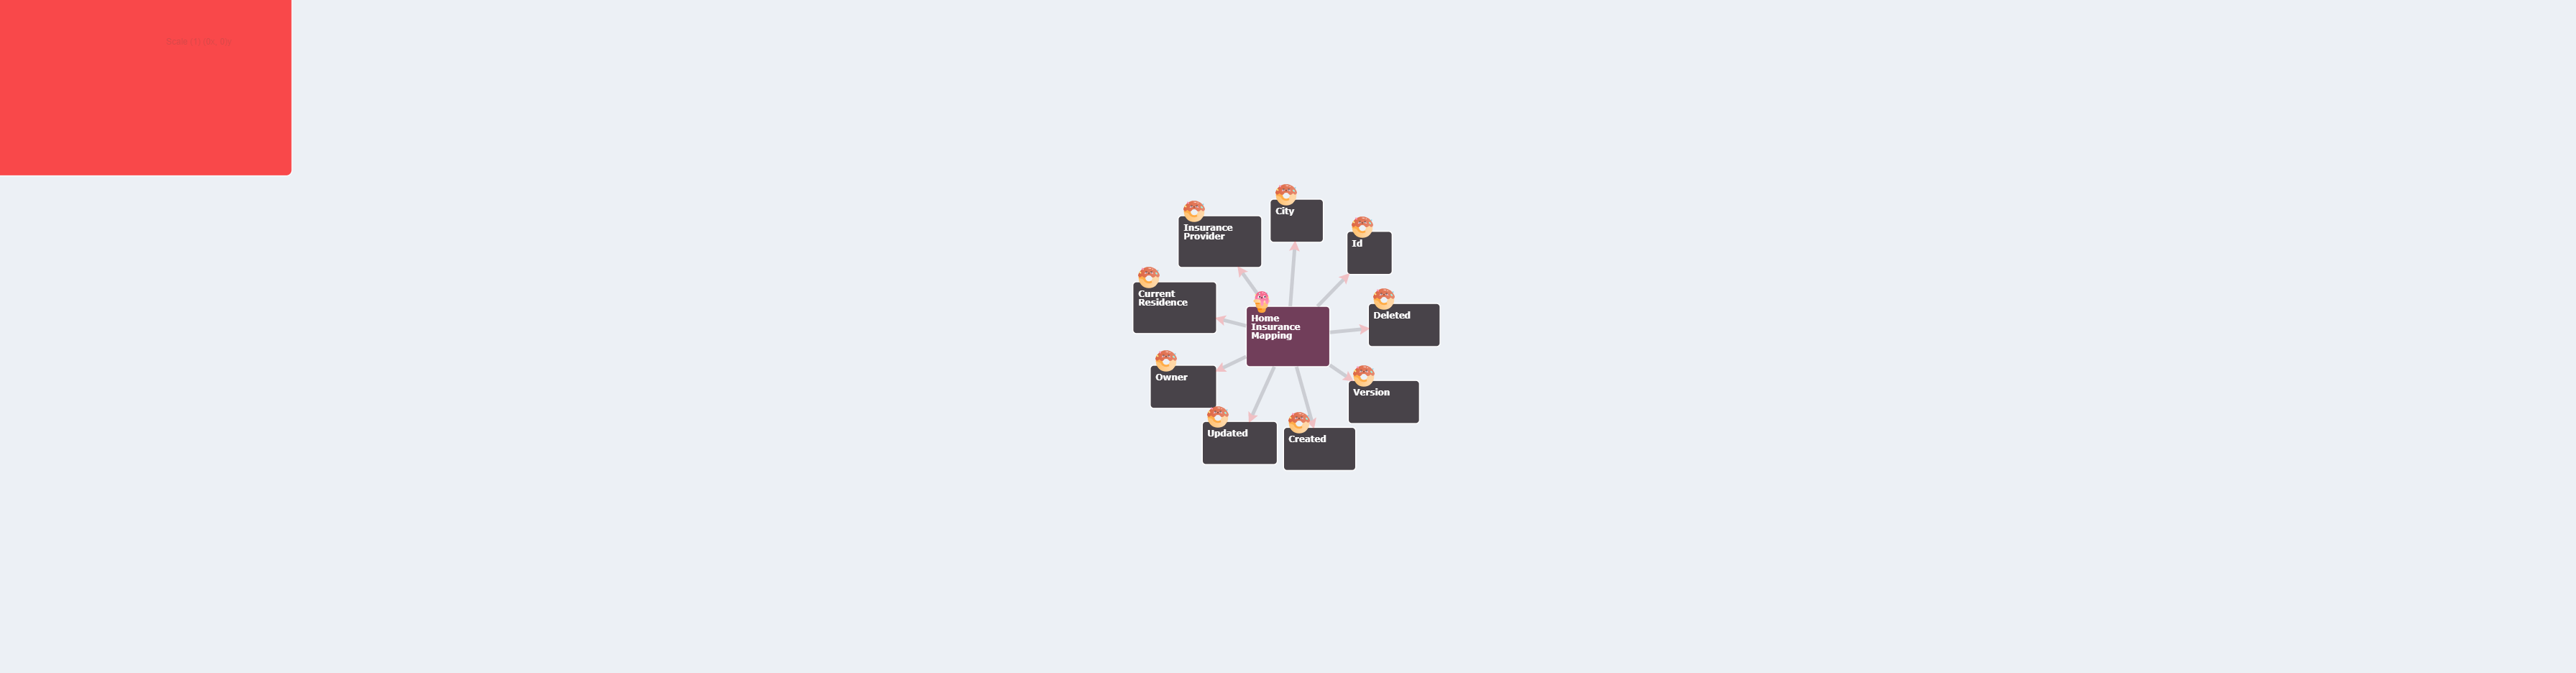 City
Insurance
Provider
Id
Current
Residence
Deleted
Home
Insurance
Mapping
Owner
Version
Updated
Created